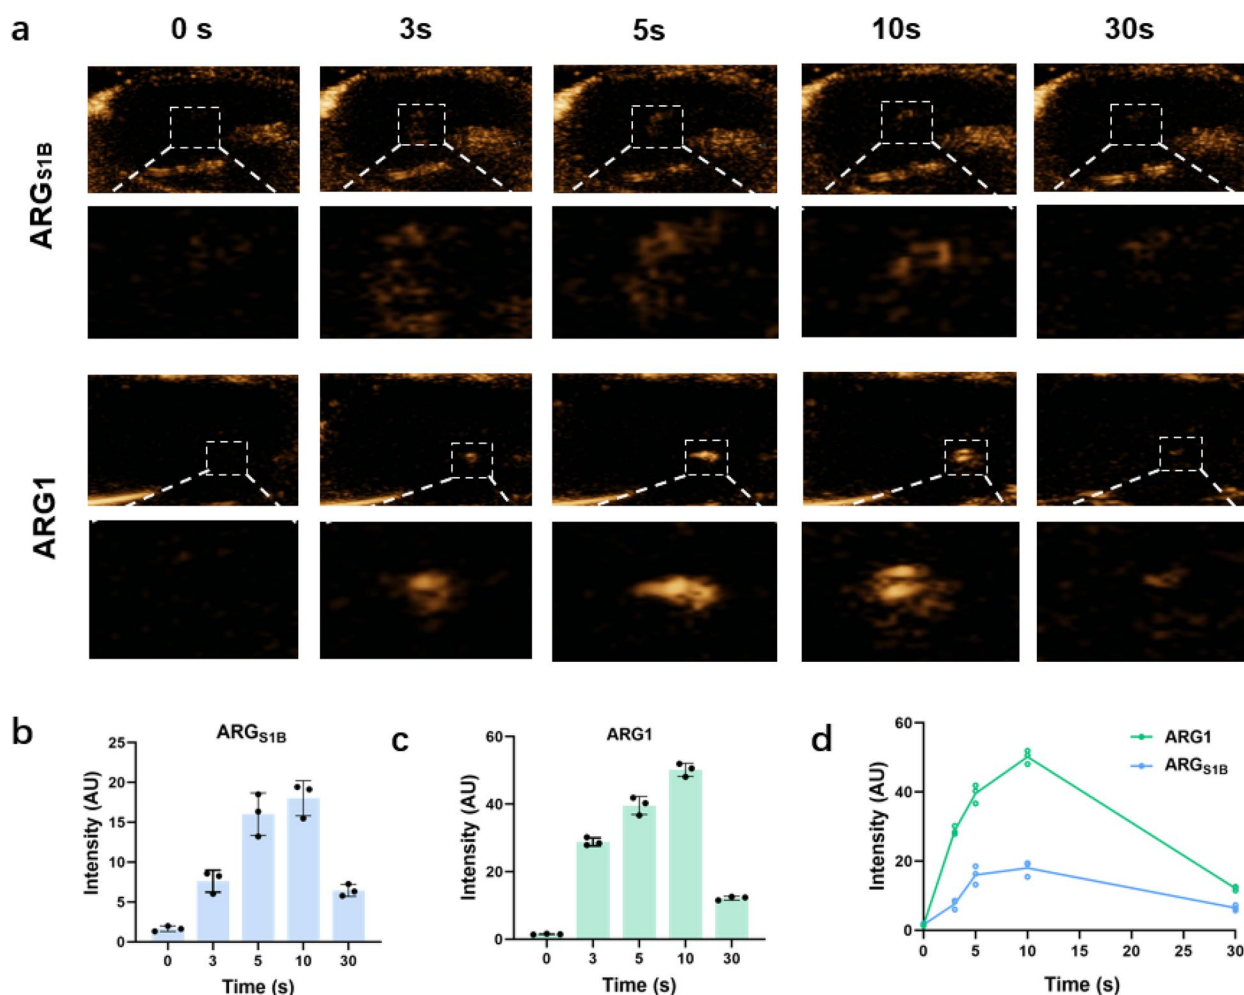 a
0 s 3s 5s 10s 30s
ARGS1B
ARG1
b
ARGS1B
Intensity (AU)
25
20
15
10
5
0
0 3 5 10 30
Time (s)
c
ARG1
Intensity (AU)
60
40
20
0
0 3 5 10 30
Time (s)
d
ARG1
ARGS1B
Intensity (AU)
60
40
20
0
0 5 10 15 20 25 30
Time (s)